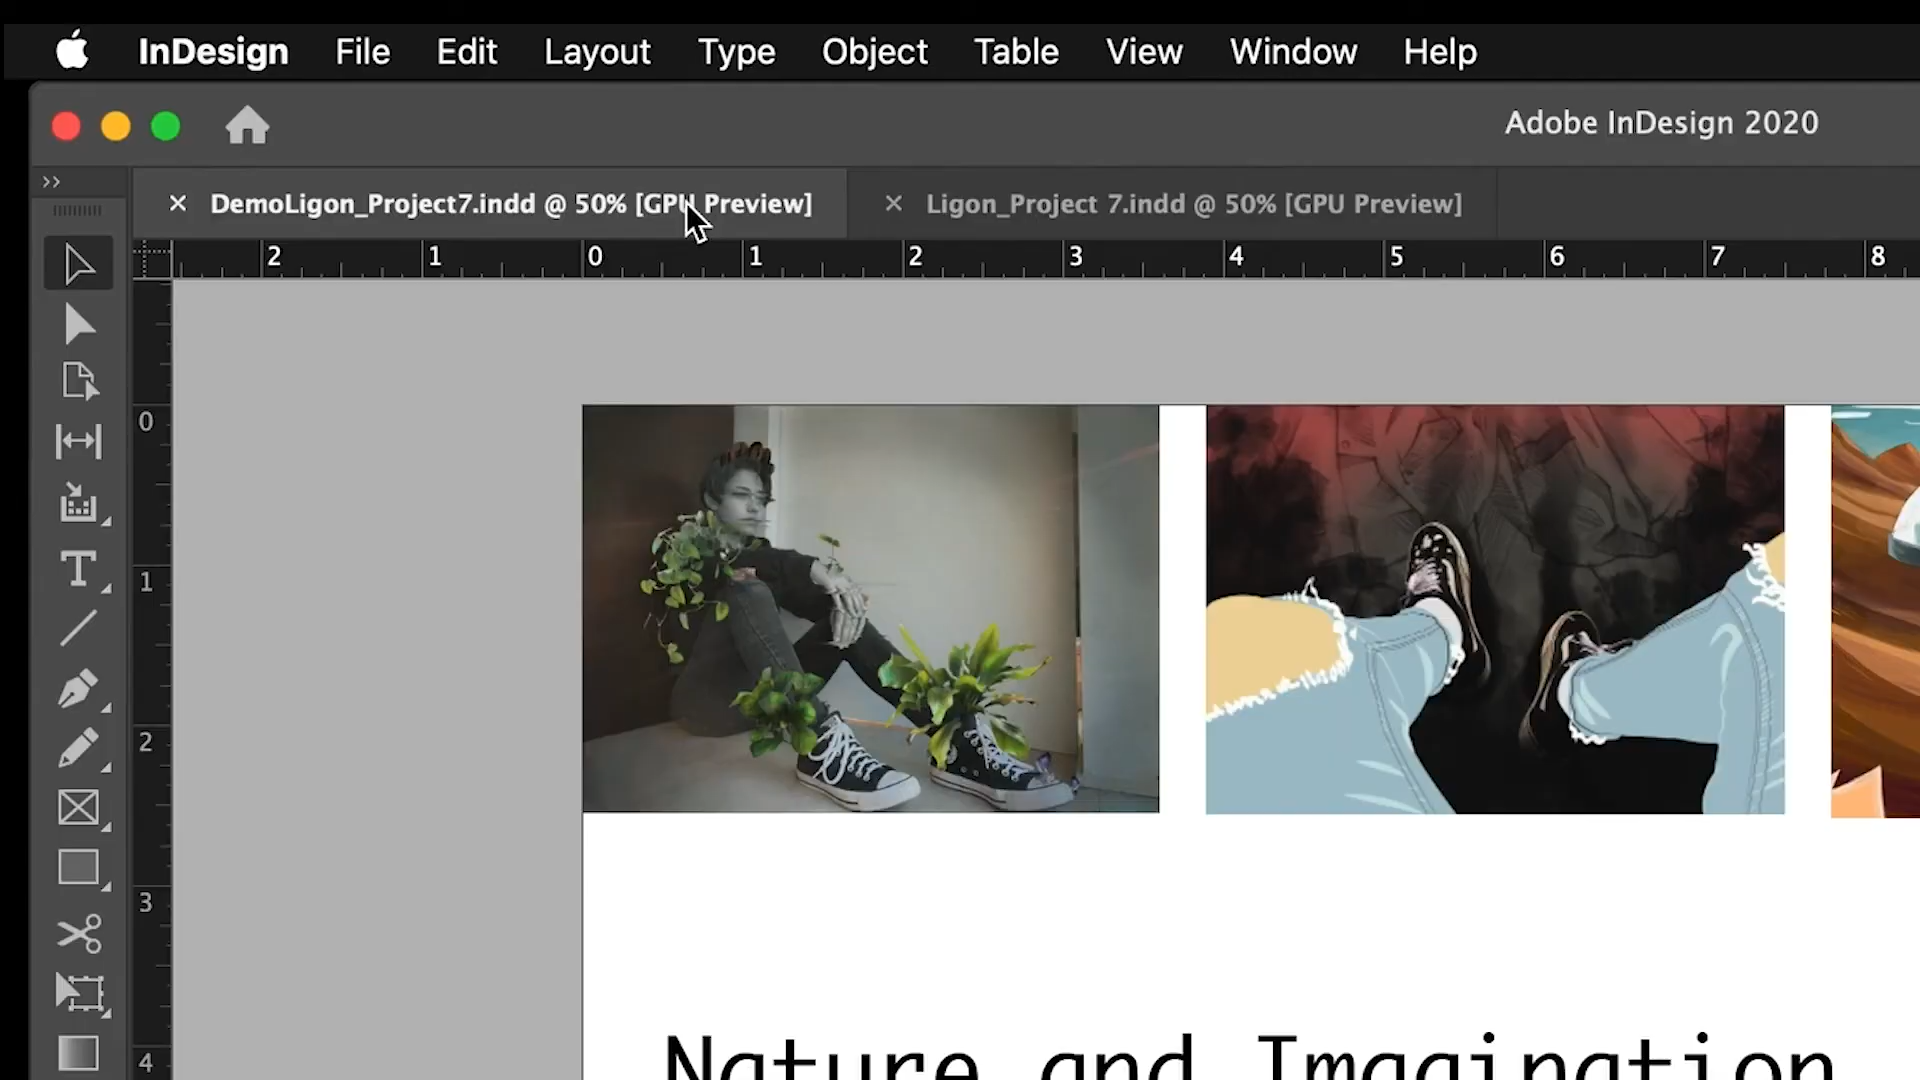 InDesign File Edit Layout Type Object Table View Window Help
Adobe InDesign 2020
DemoLigon_Project7.indd @ 50% [GPU Preview] Ligon_Project 7.indd @ 50% [GPU Preview]
2 1 0 1 2 3 4 5 6 7 8
0
1
2
3
4
Nature and Imagination